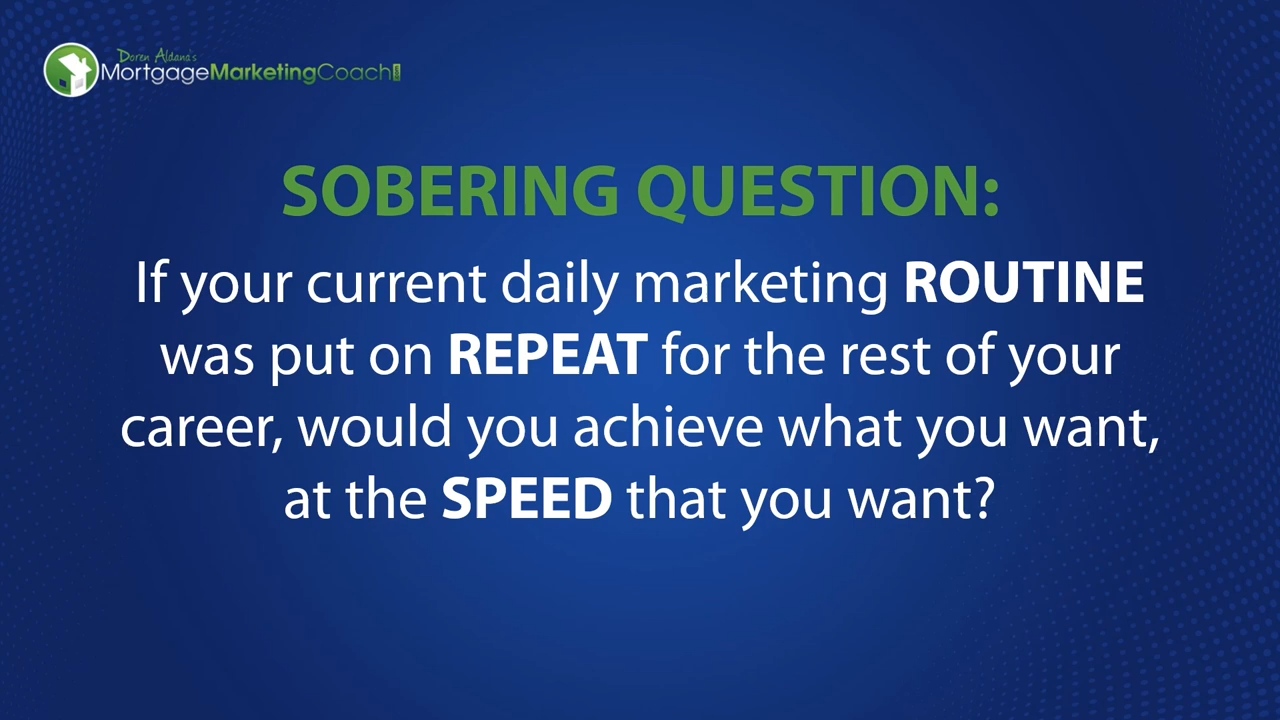 Doren Aldana's
MortgageMarketingCoach
SOBERING QUESTION:
If your current daily marketing ROUTINE
was put on REPEAT for the rest of your
career, would you achieve what you want,
at the SPEED that you want?